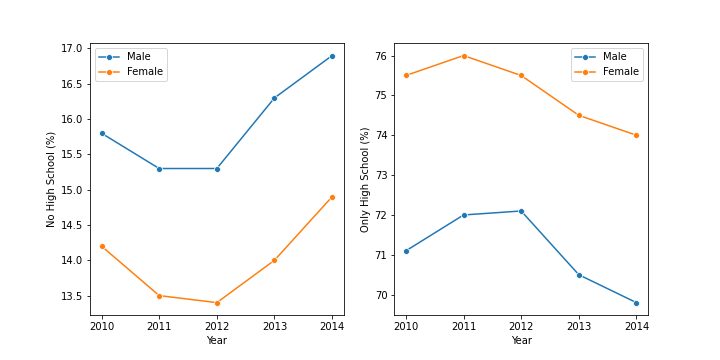 No High School (%)
17.0
16.5
16.0
15.5
15.0
14.5
14.0
13.5
Male
Female
2010 2011 2012 2013 2014
Year
Only High School (%)
76
75
74
73
72
71
70
Male
Female
2010 2011 2012 2013 2014
Year